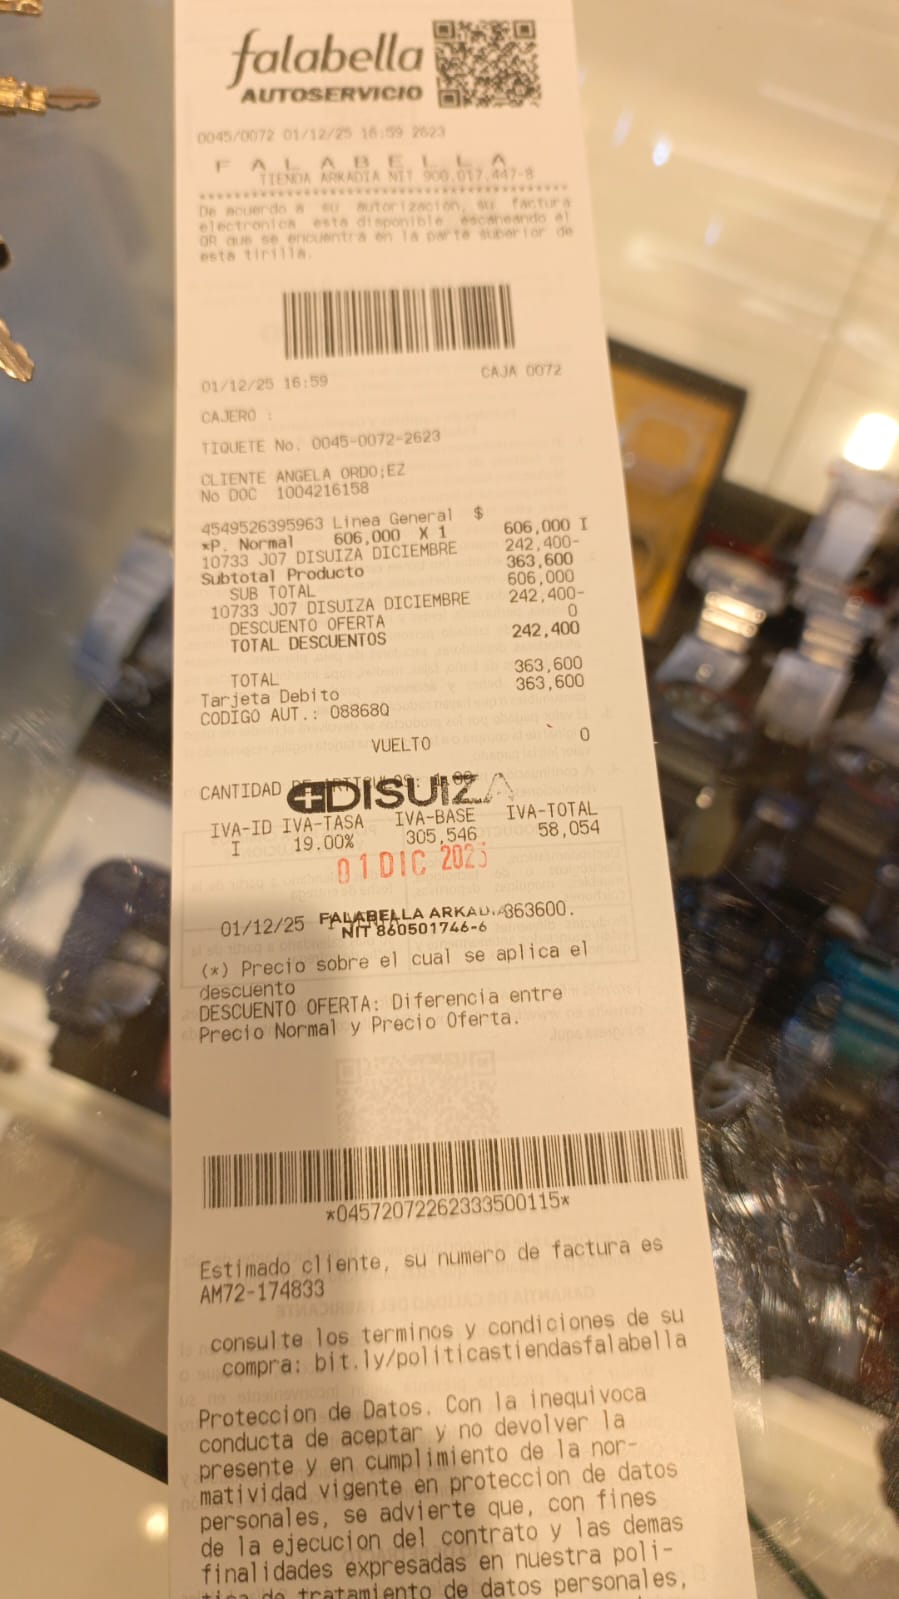 falabella
AUTOSERVICIO
0045/0072 01/12/25 16:59 2623
F A L A B E L L A
TIENDA ARKADIA NIT 900.017.447-8
De acuerdo a su autorizacion, su factura
electronica esta disponible escaneando el
QR que se encuentra en la parte superior de
esta tirilla.
01/12/25 16:59 CAJA 0072
CAJERO :
TIQUETE No. 0045-0072-2623
CLIENTE ANGELA ORDO;EZ
No DOC 1004216158
4549526395963 Linea General $ 606,000 I
*P. Normal 606,000 X 1
10733 J07 DISUIZA DICIEMBRE 242,400-
Subtotal Producto 363,600
SUB TOTAL 606,000
10733 J07 DISUIZA DICIEMBRE 242,400-
DESCUENTO OFERTA 0
TOTAL DESCUENTOS 242,400
TOTAL 363,600
Tarjeta Debito 363,600
CODIGO AUT.: 08868Q
VUELTO 0
CANTIDAD
DISUIZA
IVA-ID IVA-TASA IVA-BASE IVA-TOTAL
I 19.00% 305,546 58,054
01 DIC 2025
01/12/25 FALABELLA ARKADIA 363600.
NIT 860501746-6
(*) Precio sobre el cual se aplica el
descuento
DESCUENTO OFERTA: Diferencia entre
Precio Normal y Precio Oferta.
*04572072262333500115*
Estimado cliente, su numero de factura es
AM72-174833
consulte los terminos y condiciones de su
compra: bit.ly/politicastiendasfalabella
Proteccion de Datos. Con la inequivoca
conducta de aceptar y no devolver la
presente y en cumplimiento de la nor-
matividad vigente en proteccion de datos
personales, se advierte que, con fines
de la ejecucion del contrato y las demas
finalidades expresadas en nuestra poli-
tica de tratamiento de datos personales,